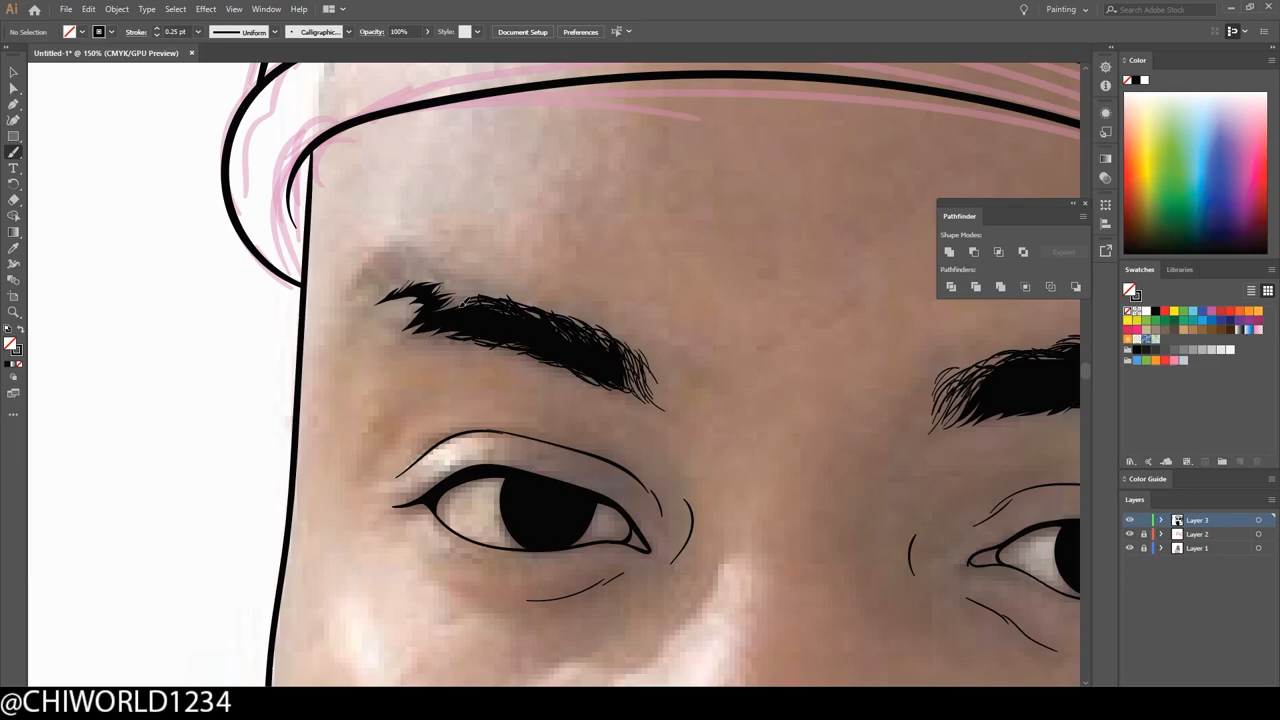 Ai File Edit Object Type Select Effect View Window Help Painting Search Adobe Stock
No Selection Stroke: 0.25 pt Uniform Calligraphic... Opacity: 100% Style: Document Setup Preferences
Untitled-1* @ 150% (CMYK/GPU Preview)
Color
Pathfinder
Shape Modes:
Expand
Pathfinders:
Swatches Libraries
Color Guide
Layers
Layer 3
Layer 2
Layer 1
@CHIWORLD1234